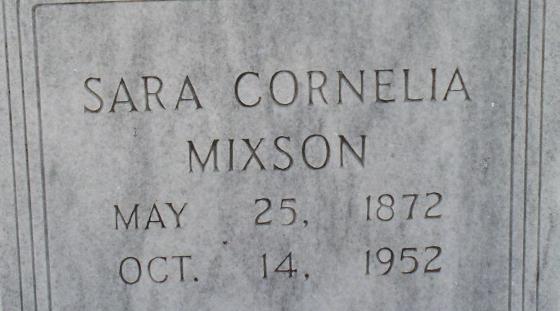 SARA CORNELIA
MIXSON
MAY 25, 1872
OCT. 14, 1952